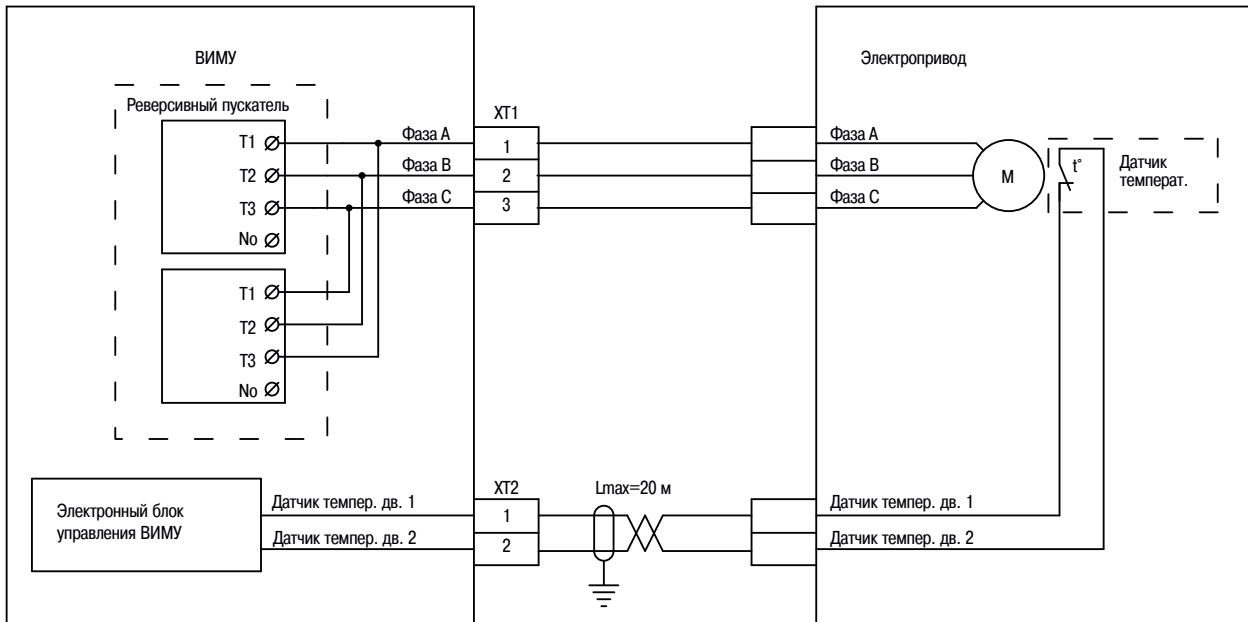 ВИМУ
Электропривод
Реверсивный пускатель
T1
T2
T3
No
T1
T2
T3
No
XT1
Фаза A
1
Фаза B
2
Фаза C
3
Фаза A
Фаза B
Фаза C
M
t°
Датчик
температ.
Электронный блок
управления ВИМУ
Датчик темпер. дв. 1
Датчик темпер. дв. 2
XT2
1
2
Lmax=20 м
Датчик темпер. дв. 1
Датчик темпер. дв. 2